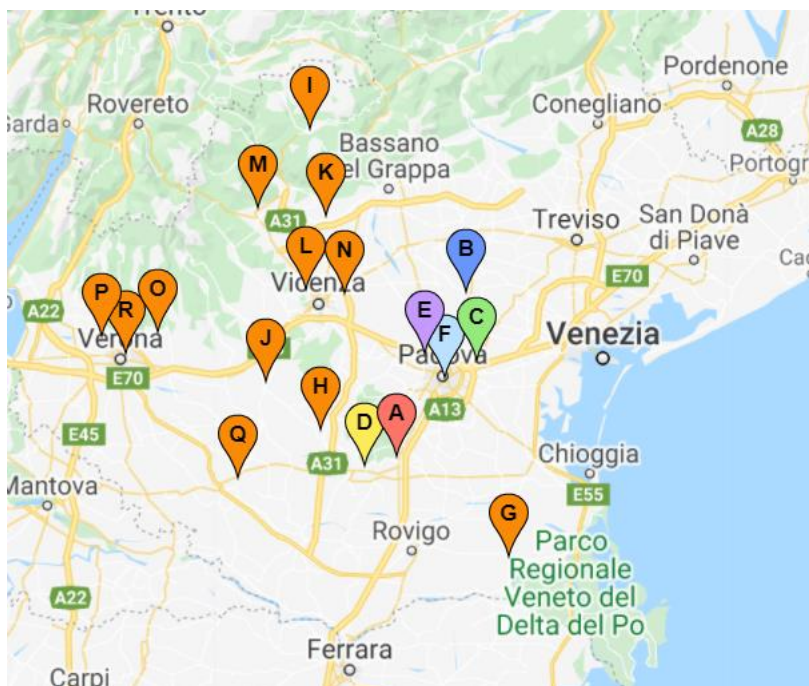 Trento
I
Pordenone
Rovereto
Conegliano
Garda
A28
Bassano
del Grappa
M
K
Portogr
A31
Treviso
San Donà
di Piave
L
N
B
E70
Vicenza
P
O
R
E
C
A22
F
Verona
J
Padova
Venezia
E70
H
A13
A
D
E45
Q
A31
Chioggia
Mantova
E55
G
Rovigo
Parco
Regionale
Veneto del
Delta del Po
A22
Ferrara
Carpi